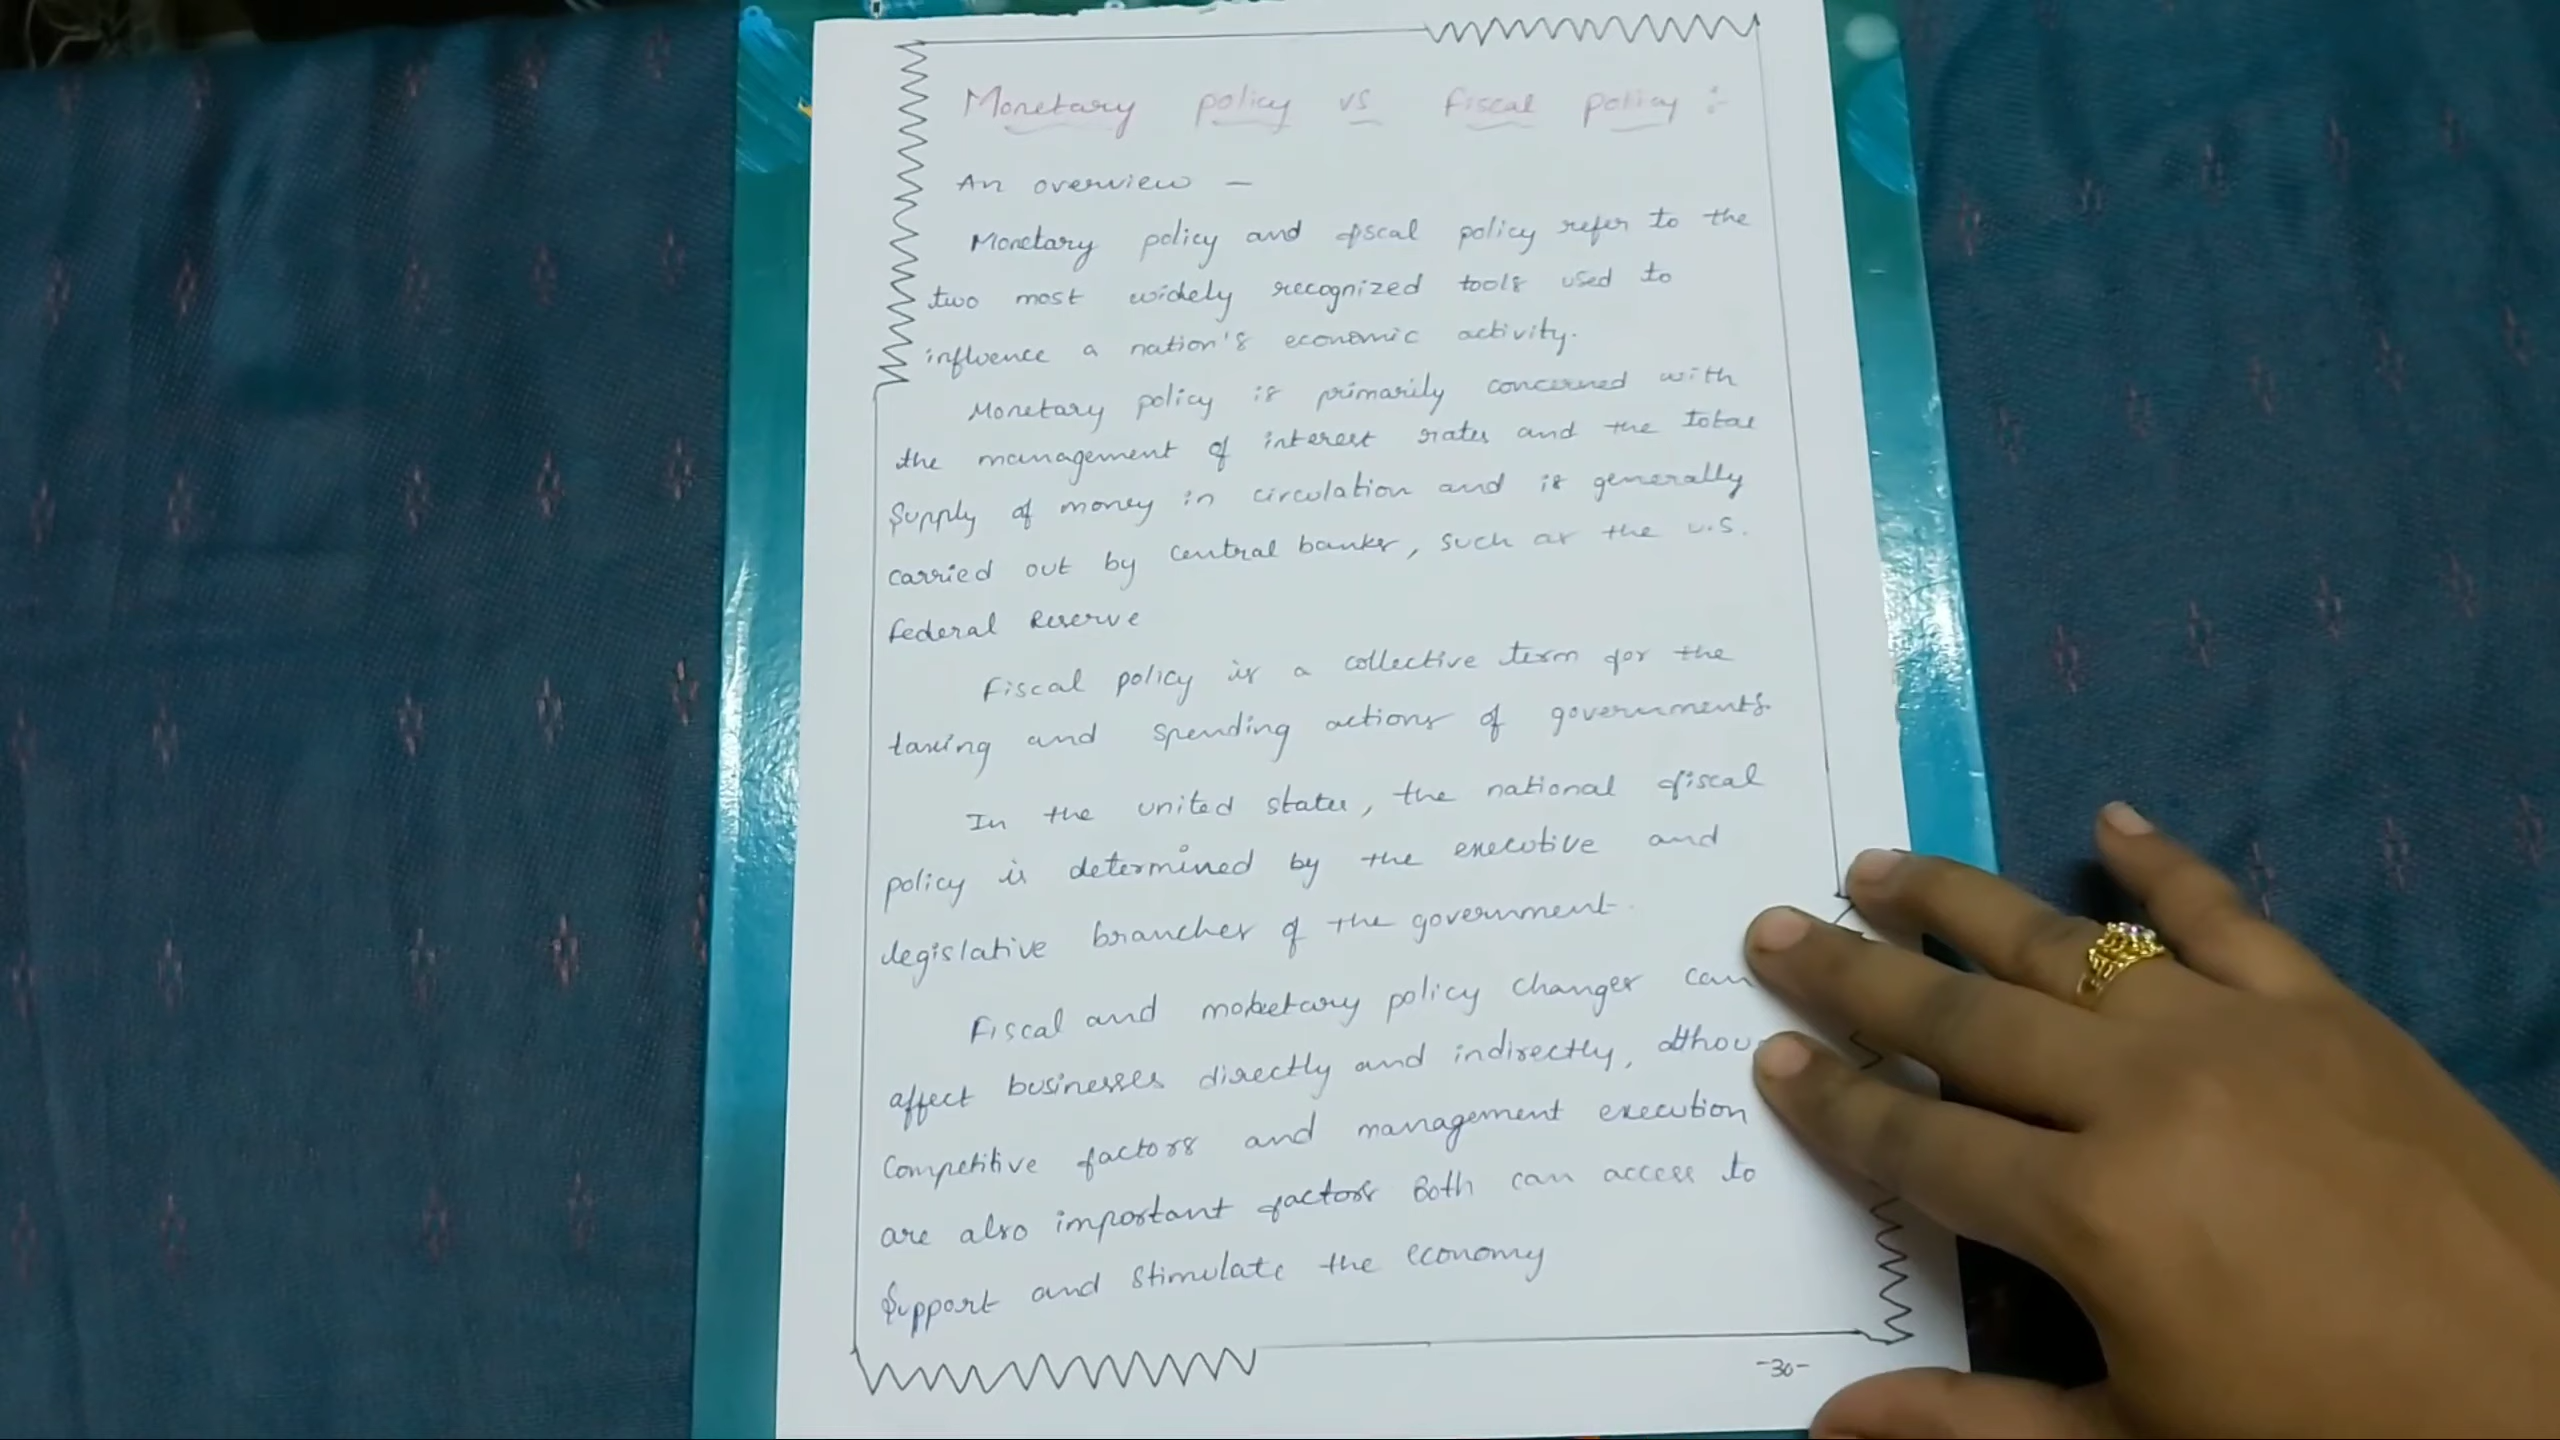 Monetary policy vs fiscal policy :-
An overview —
Monetary policy and fiscal policy refer to the
two most widely recognized tools used to
influence a nation's economic activity.
Monetary policy is primarily concerned with
the management of interest rates and the total
Supply of money in circulation and is generally
carried out by central banks, such as the U.S.
Federal Reserve
Fiscal policy is a collective term for the
taxing and spending actions of governments.
In the united states, the national fiscal
policy is determined by the executive and
legislative branches of the government.
Fiscal and monetary policy changes can
affect businesses directly and indirectly, althou
Competitive factors and management execution
are also important factors Both can access to
Support and stimulate the economy
-30-